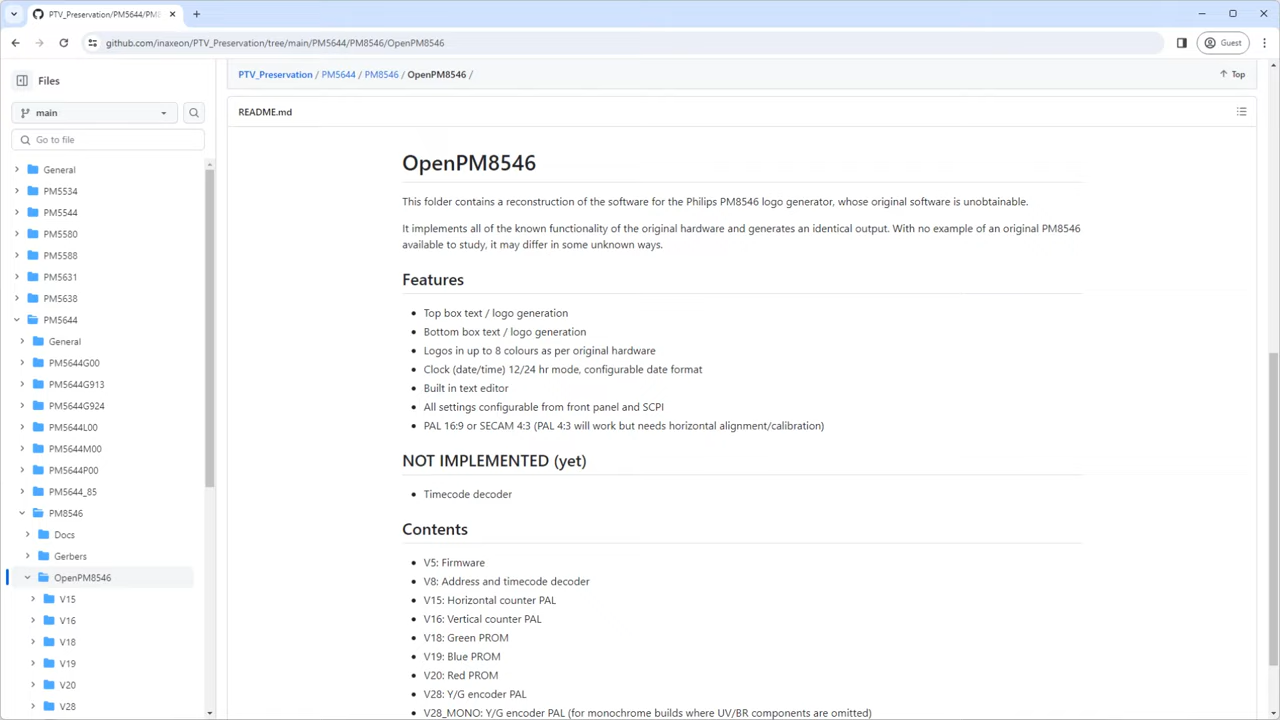 PTV_Preservation/PM5644/PM8
github.com/inaxeon/PTV_Preservation/tree/main/PM5644/PM8546/OpenPM8546
Guest
Files
PTV_Preservation / PM5644 / PM8546 / OpenPM8546 /
Top
main
README.md
Go to file
General
PM5534
PM5544
PM5580
PM5588
PM5631
PM5638
PM5644
General
PM5644G00
PM5644G913
PM5644G924
PM5644L00
PM5644M00
PM5644P00
PM5644_85
PM8546
Docs
Gerbers
OpenPM8546
V15
V16
V18
V19
V20
V28
OpenPM8546
This folder contains a reconstruction of the software for the Philips PM8546 logo generator, whose original software is unobtainable.
It implements all of the known functionality of the original hardware and generates an identical output. With no example of an original PM8546
available to study, it may differ in some unknown ways.
Features
• Top box text / logo generation
• Bottom box text / logo generation
• Logos in up to 8 colours as per original hardware
• Clock (date/time) 12/24 hr mode, configurable date format
• Built in text editor
• All settings configurable from front panel and SCPI
• PAL 16:9 or SECAM 4:3 (PAL 4:3 will work but needs horizontal alignment/calibration)
NOT IMPLEMENTED (yet)
• Timecode decoder
Contents
• V5: Firmware
• V8: Address and timecode decoder
• V15: Horizontal counter PAL
• V16: Vertical counter PAL
• V18: Green PROM
• V19: Blue PROM
• V20: Red PROM
• V28: Y/G encoder PAL
• V28_MONO: Y/G encoder PAL (for monochrome builds where UV/BR components are omitted)